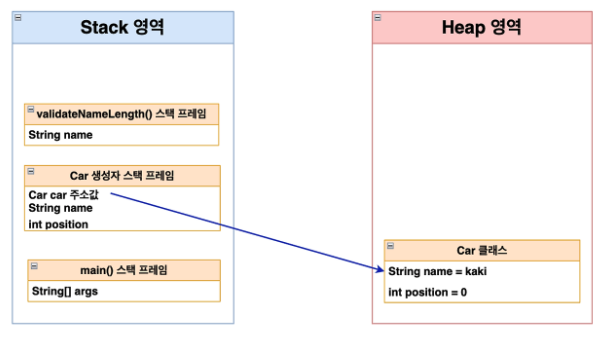 Stack 영역
validateNameLength() 스택 프레임
String name
Car 생성자 스택 프레임
Car car 주소값
String name
int position
main() 스택 프레임
String[] args
Heap 영역
Car 클래스
String name = kaki
int position = 0